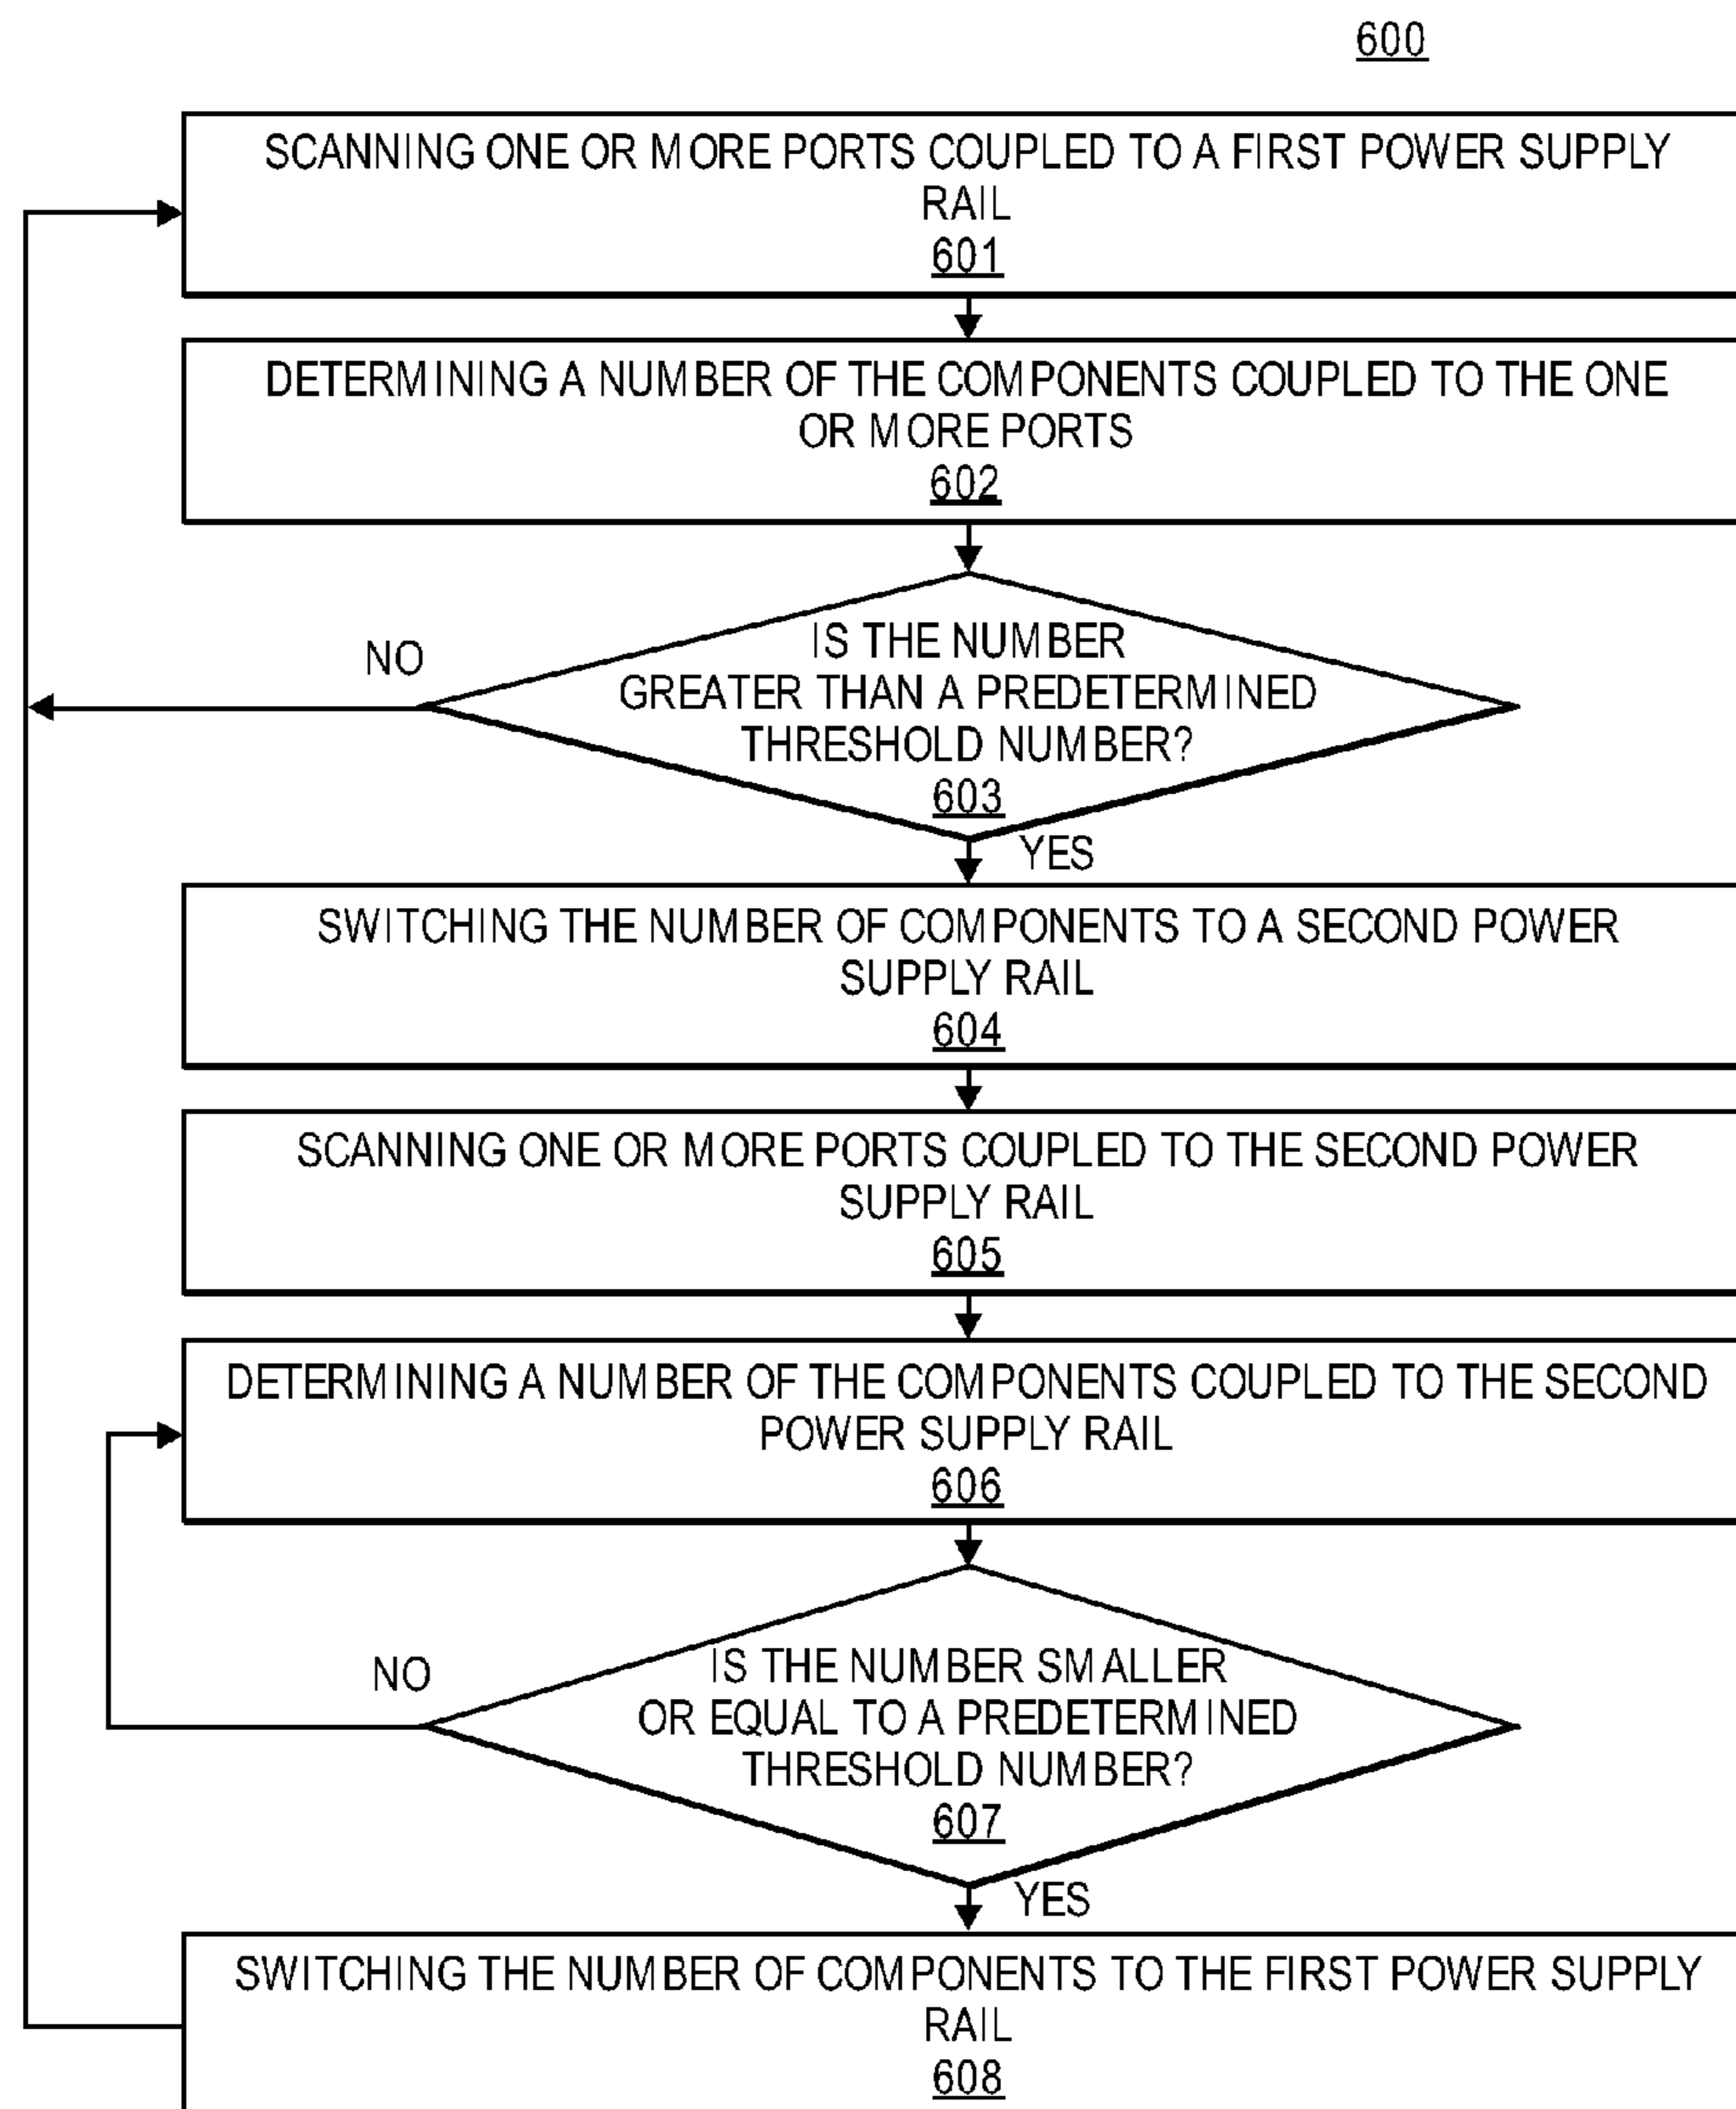 600
SCANNING ONE OR MORE PORTS COUPLED TO A FIRST POWER SUPPLY
RAIL
601
DETERMINING A NUMBER OF THE COMPONENTS COUPLED TO THE ONE
OR MORE PORTS
602
NO
IS THE NUMBER
GREATER THAN A PREDETERMINED
THRESHOLD NUMBER?
603
YES
SWITCHING THE NUMBER OF COMPONENTS TO A SECOND POWER
SUPPLY RAIL
604
SCANNING ONE OR MORE PORTS COUPLED TO THE SECOND POWER
SUPPLY RAIL
605
DETERMINING A NUMBER OF THE COMPONENTS COUPLED TO THE SECOND
POWER SUPPLY RAIL
606
NO
IS THE NUMBER SMALLER
OR EQUAL TO A PREDETERMINED
THRESHOLD NUMBER?
607
YES
SWITCHING THE NUMBER OF COMPONENTS TO THE FIRST POWER SUPPLY
RAIL
608